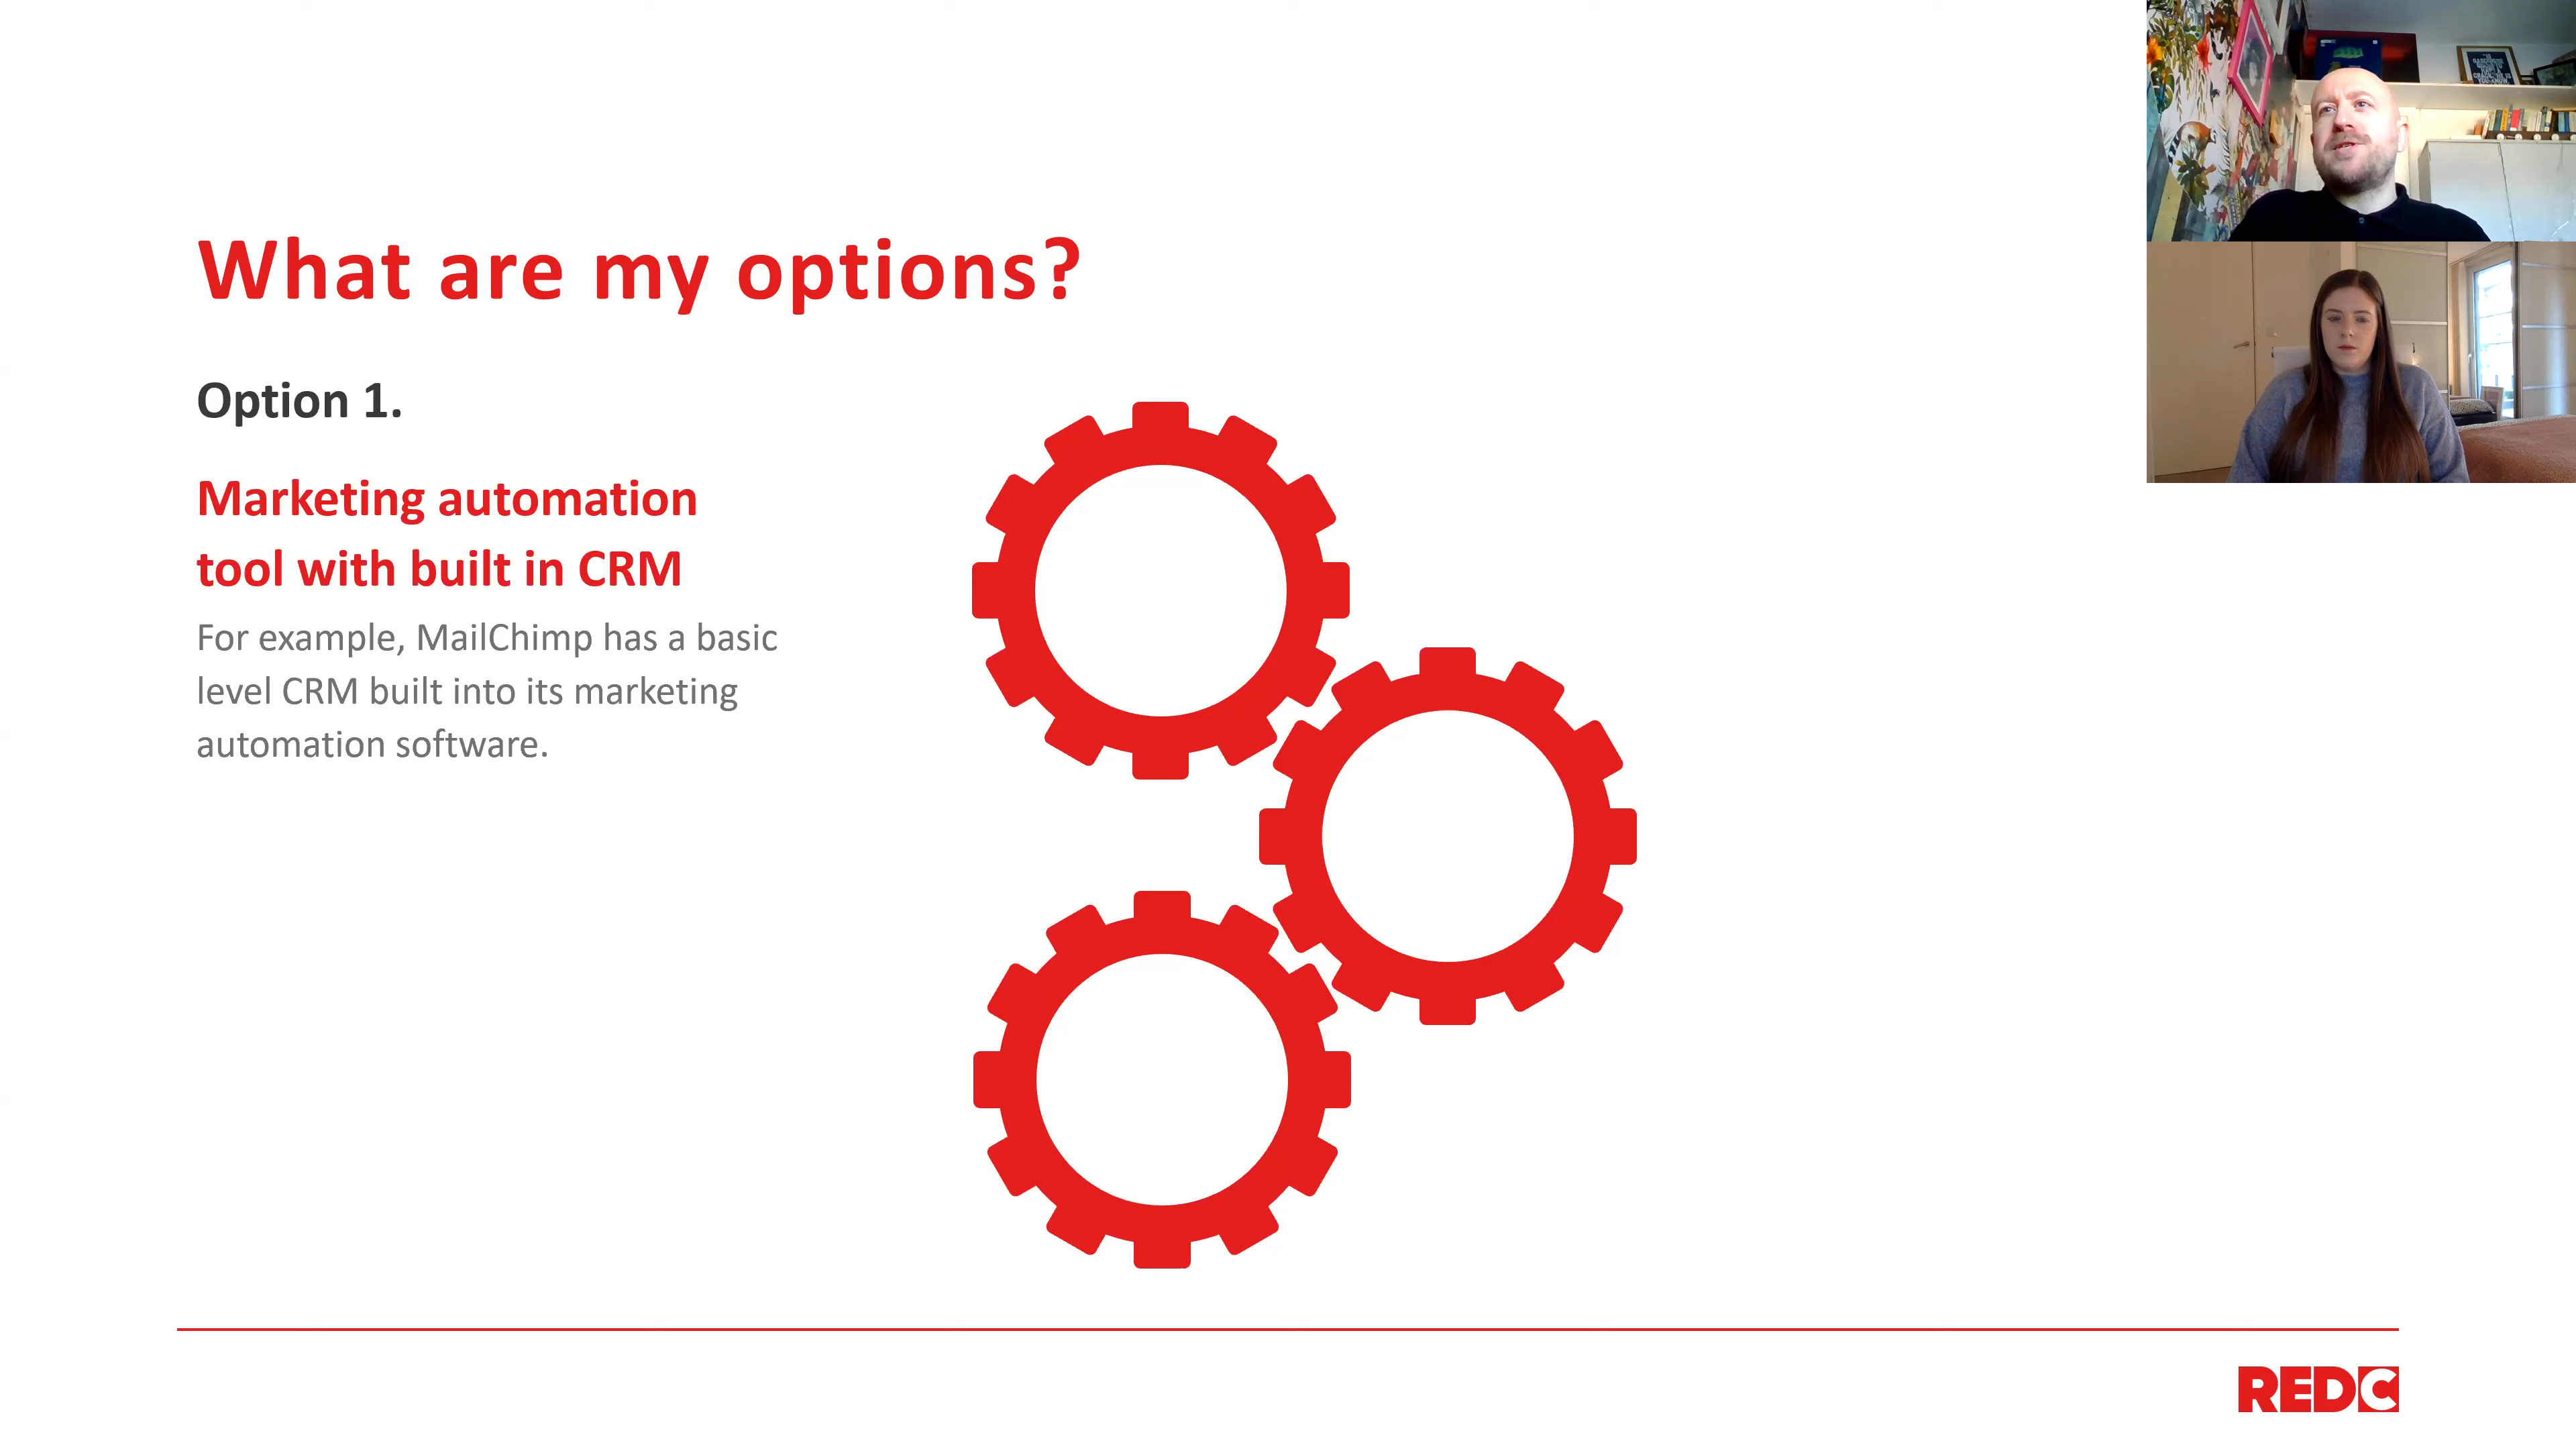 What are my options?
Option 1.
Marketing automation
tool with built in CRM
For example, MailChimp has a basic
level CRM built into its marketing
automation software.
REDC